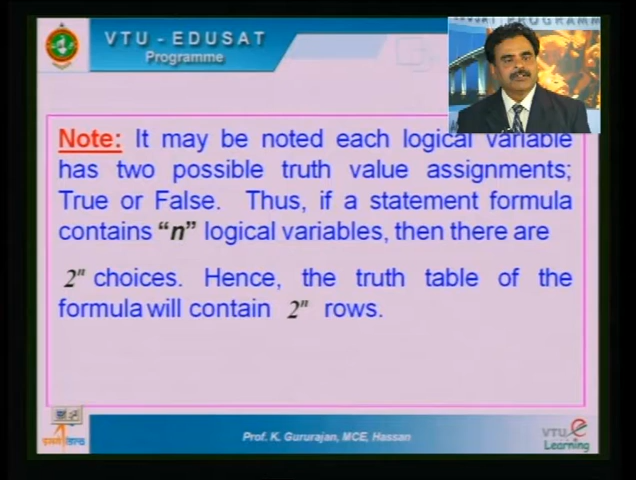 VTU - EDUSAT
Programme
Note: It may be noted each logical variable
has two possible truth value assignments;
True or False. Thus, if a statement formula
contains "n" logical variables, then there are
2ⁿ choices. Hence, the truth table of the
formula will contain 2ⁿ rows.
Prof. K. Gururajan, MCE, Hassan
VTU e
Learning